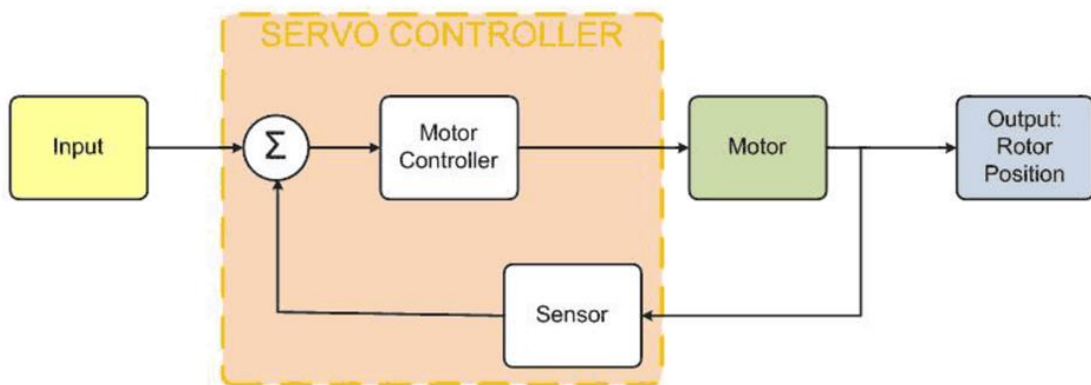 SERVO CONTROLLER
Input
Σ
Motor
Controller
Motor
Output:
Rotor
Position
Sensor